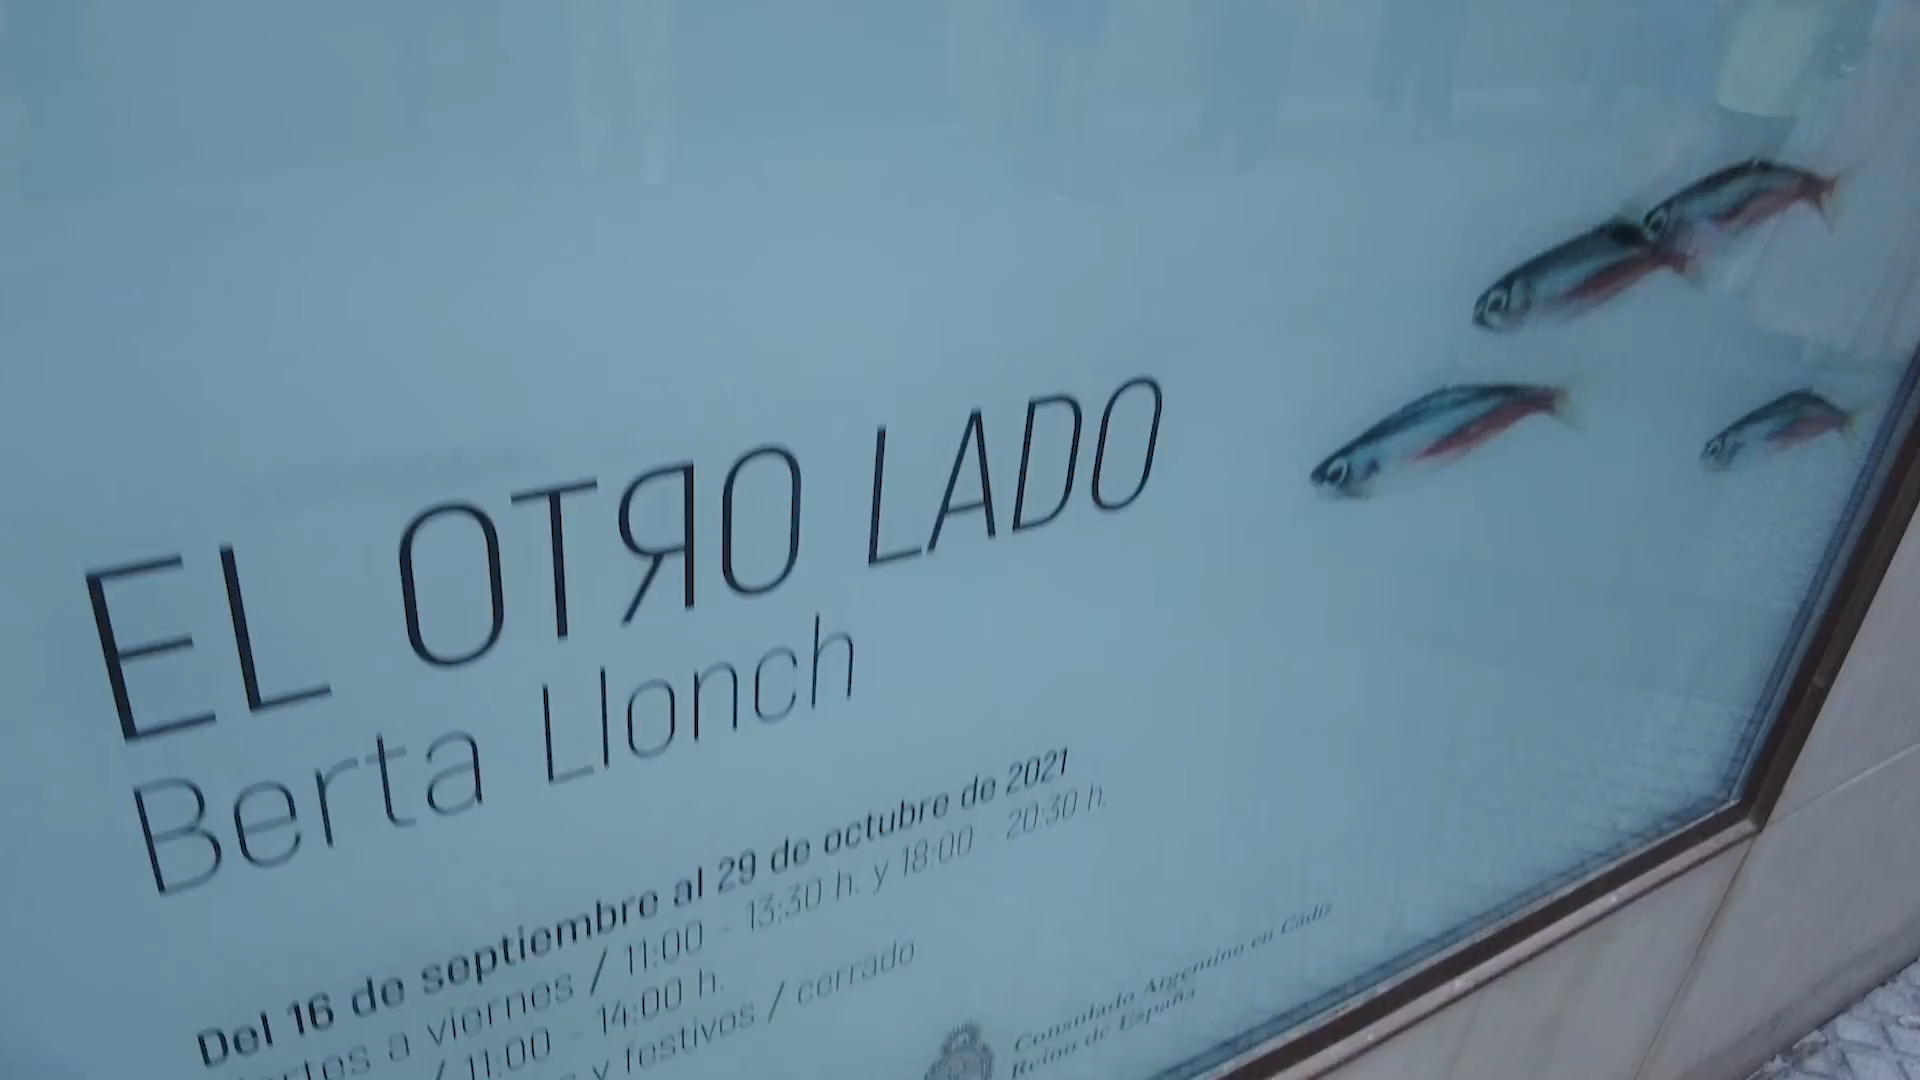 EL OTЯO LADO
Berta Llonch
Del 16 de septiembre al 29 de octubre de 2021
a viernes / 11:00 - 13:30 h. y 18:00 - 20:30 h.
/ 11:00 - 14:00 h.
y festivos / cerrado
Consulado Argentino en Cádiz
Reino de España